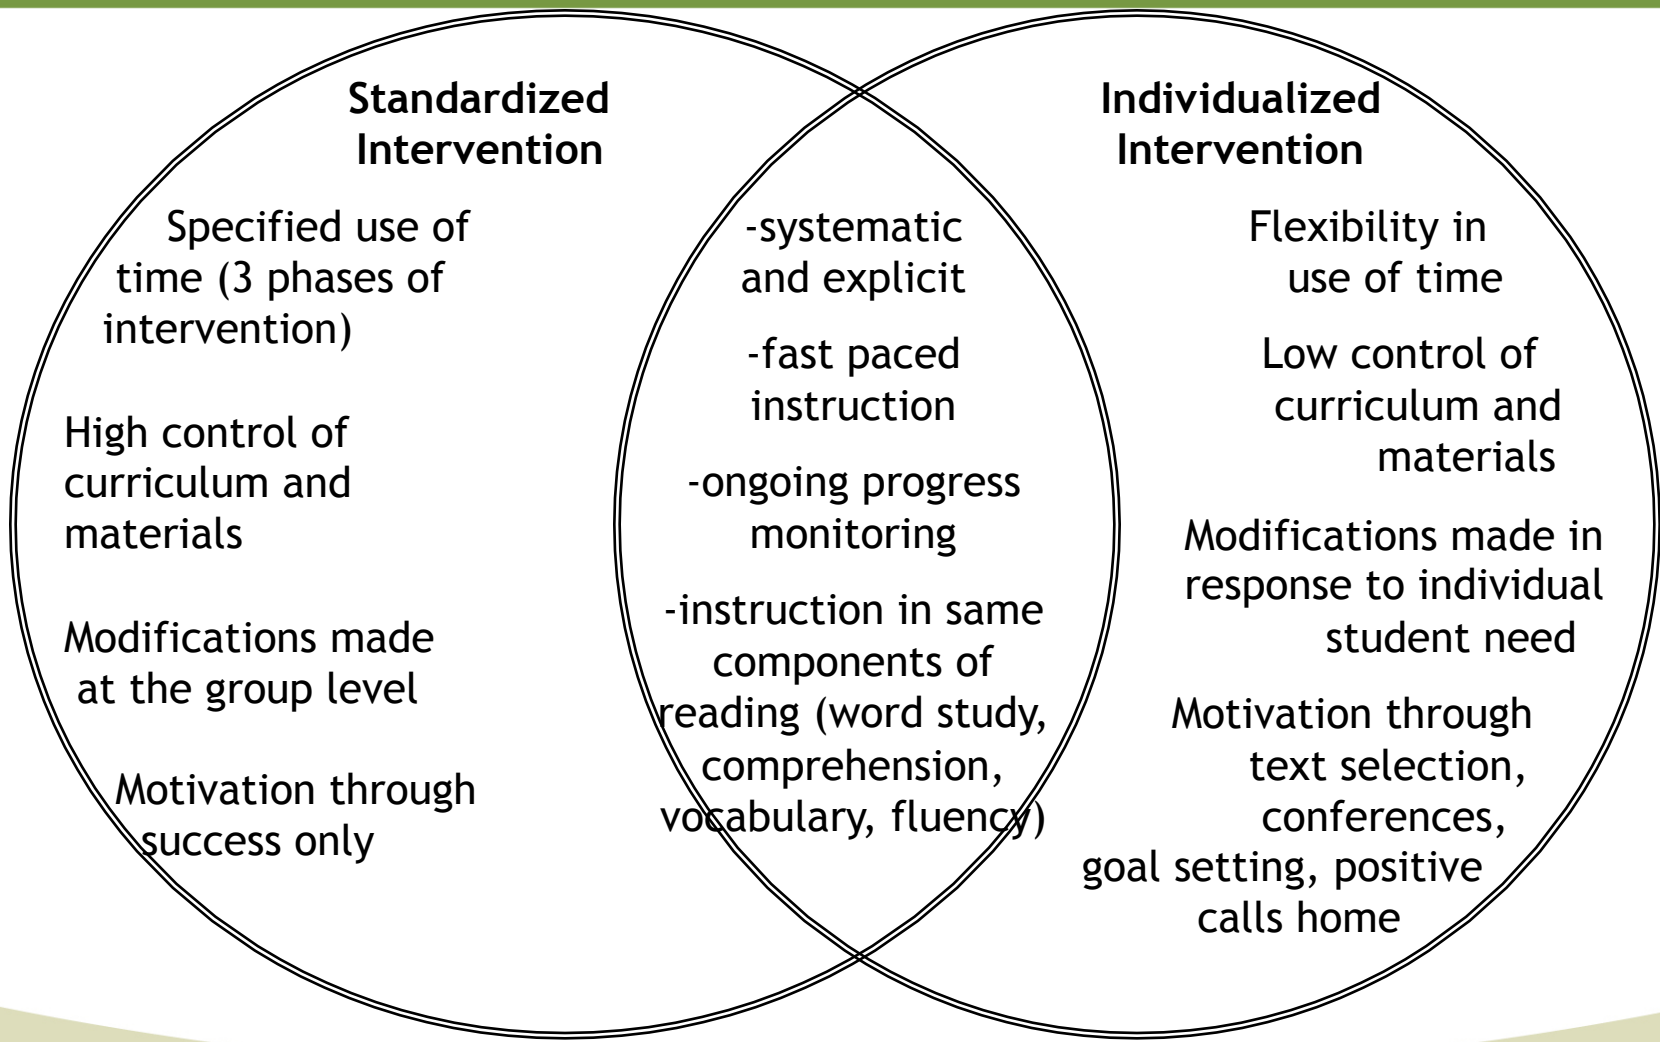 Standardized
Intervention
Specified use of
time (3 phases of
intervention)
High control of
curriculum and
materials
Modifications made
at the group level
Motivation through
success only
-systematic
and explicit
-fast paced
instruction
-ongoing progress
monitoring
-instruction in same
components of
reading (word study,
comprehension,
vocabulary, fluency)
Individualized
Intervention
Flexibility in
use of time
Low control of
curriculum and
materials
Modifications made in
response to individual
student need
Motivation through
text selection,
conferences,
goal setting, positive
calls home